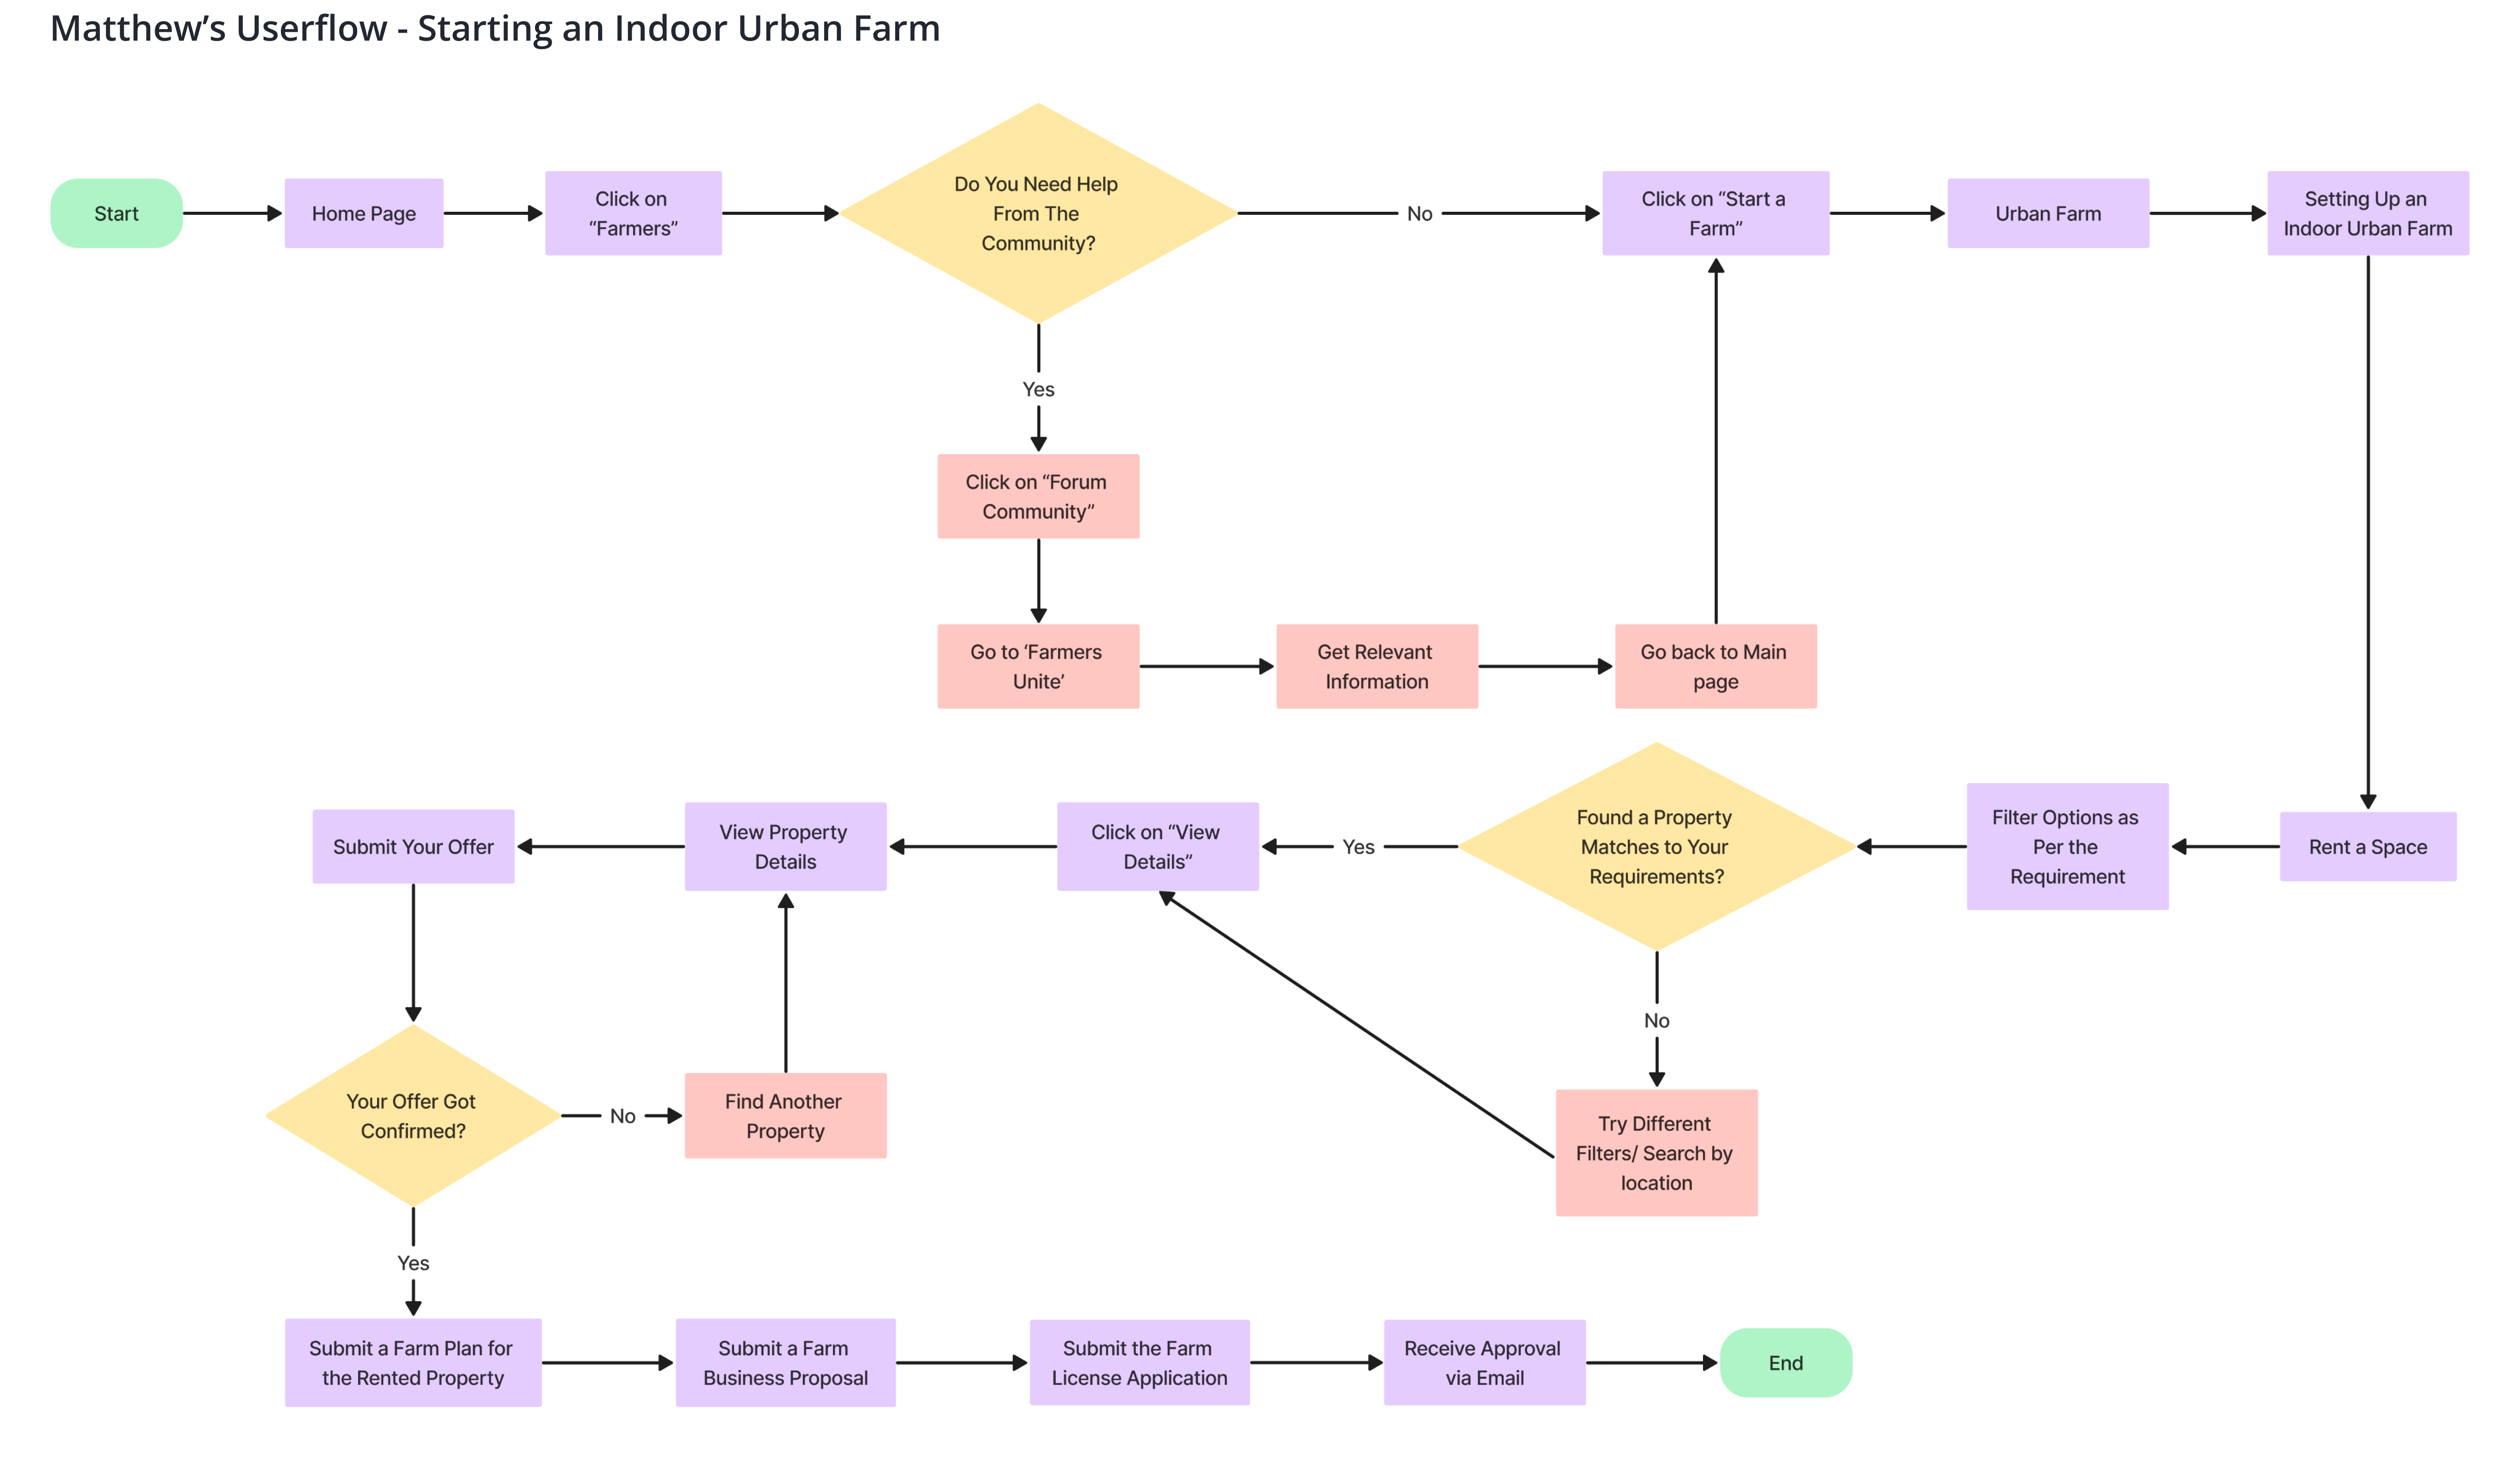 Matthew’s Userflow - Starting an Indoor Urban Farm
Start
Home Page
Click on
“Farmers”
Do You Need Help
From The
Community?
No
Click on “Start a
Farm”
Urban Farm
Setting Up an
Indoor Urban Farm
Yes
Click on “Forum
Community”
Go to ‘Farmers
Unite’
Get Relevant
Information
Go back to Main
page
Rent a Space
Filter Options as
Per the
Requirement
Found a Property
Matches to Your
Requirements?
Yes
Click on “View
Details”
View Property
Details
Submit Your Offer
No
Try Different
Filters/ Search by
location
Your Offer Got
Confirmed?
No
Find Another
Property
Yes
Submit a Farm Plan for
the Rented Property
Submit a Farm
Business Proposal
Submit the Farm
License Application
Receive Approval
via Email
End